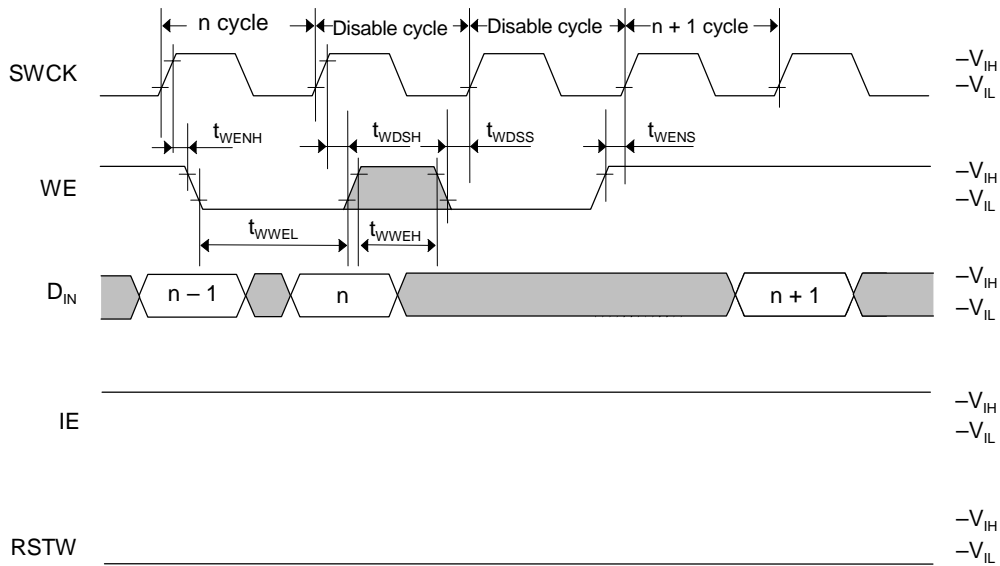 n cycle Disable cycle Disable cycle n + 1 cycle
SWCK
–VIH
–VIL
tWENH tWDSH tWDSS tWENS
WE
–VIH
–VIL
tWWEL tWWEH
DIN
n – 1 n n + 1
–VIH
–VIL
IE
–VIH
–VIL
RSTW
–VIH
–VIL